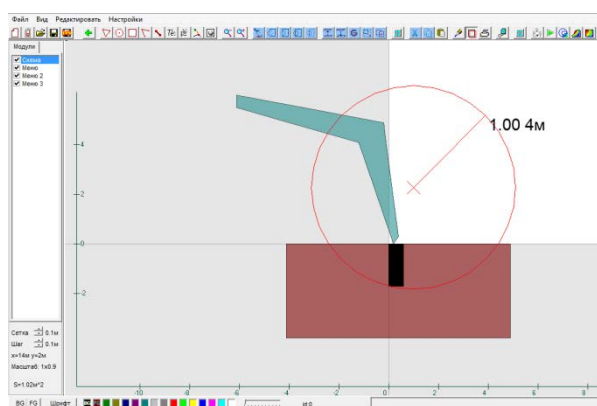 Файл Вид Редактировать Настройки
Модули
Схема
Меню
Меню 2
Меню 3
1.00 4м
4
2
0
-2
-10 -8 -6 -4 -2 0 2 4 6 8
Сетка 0.1м
Шаг 0.1м
x=14м y=2м
Масштаб: 1x0.9
S=1.02м^2
BG FG Шрифт